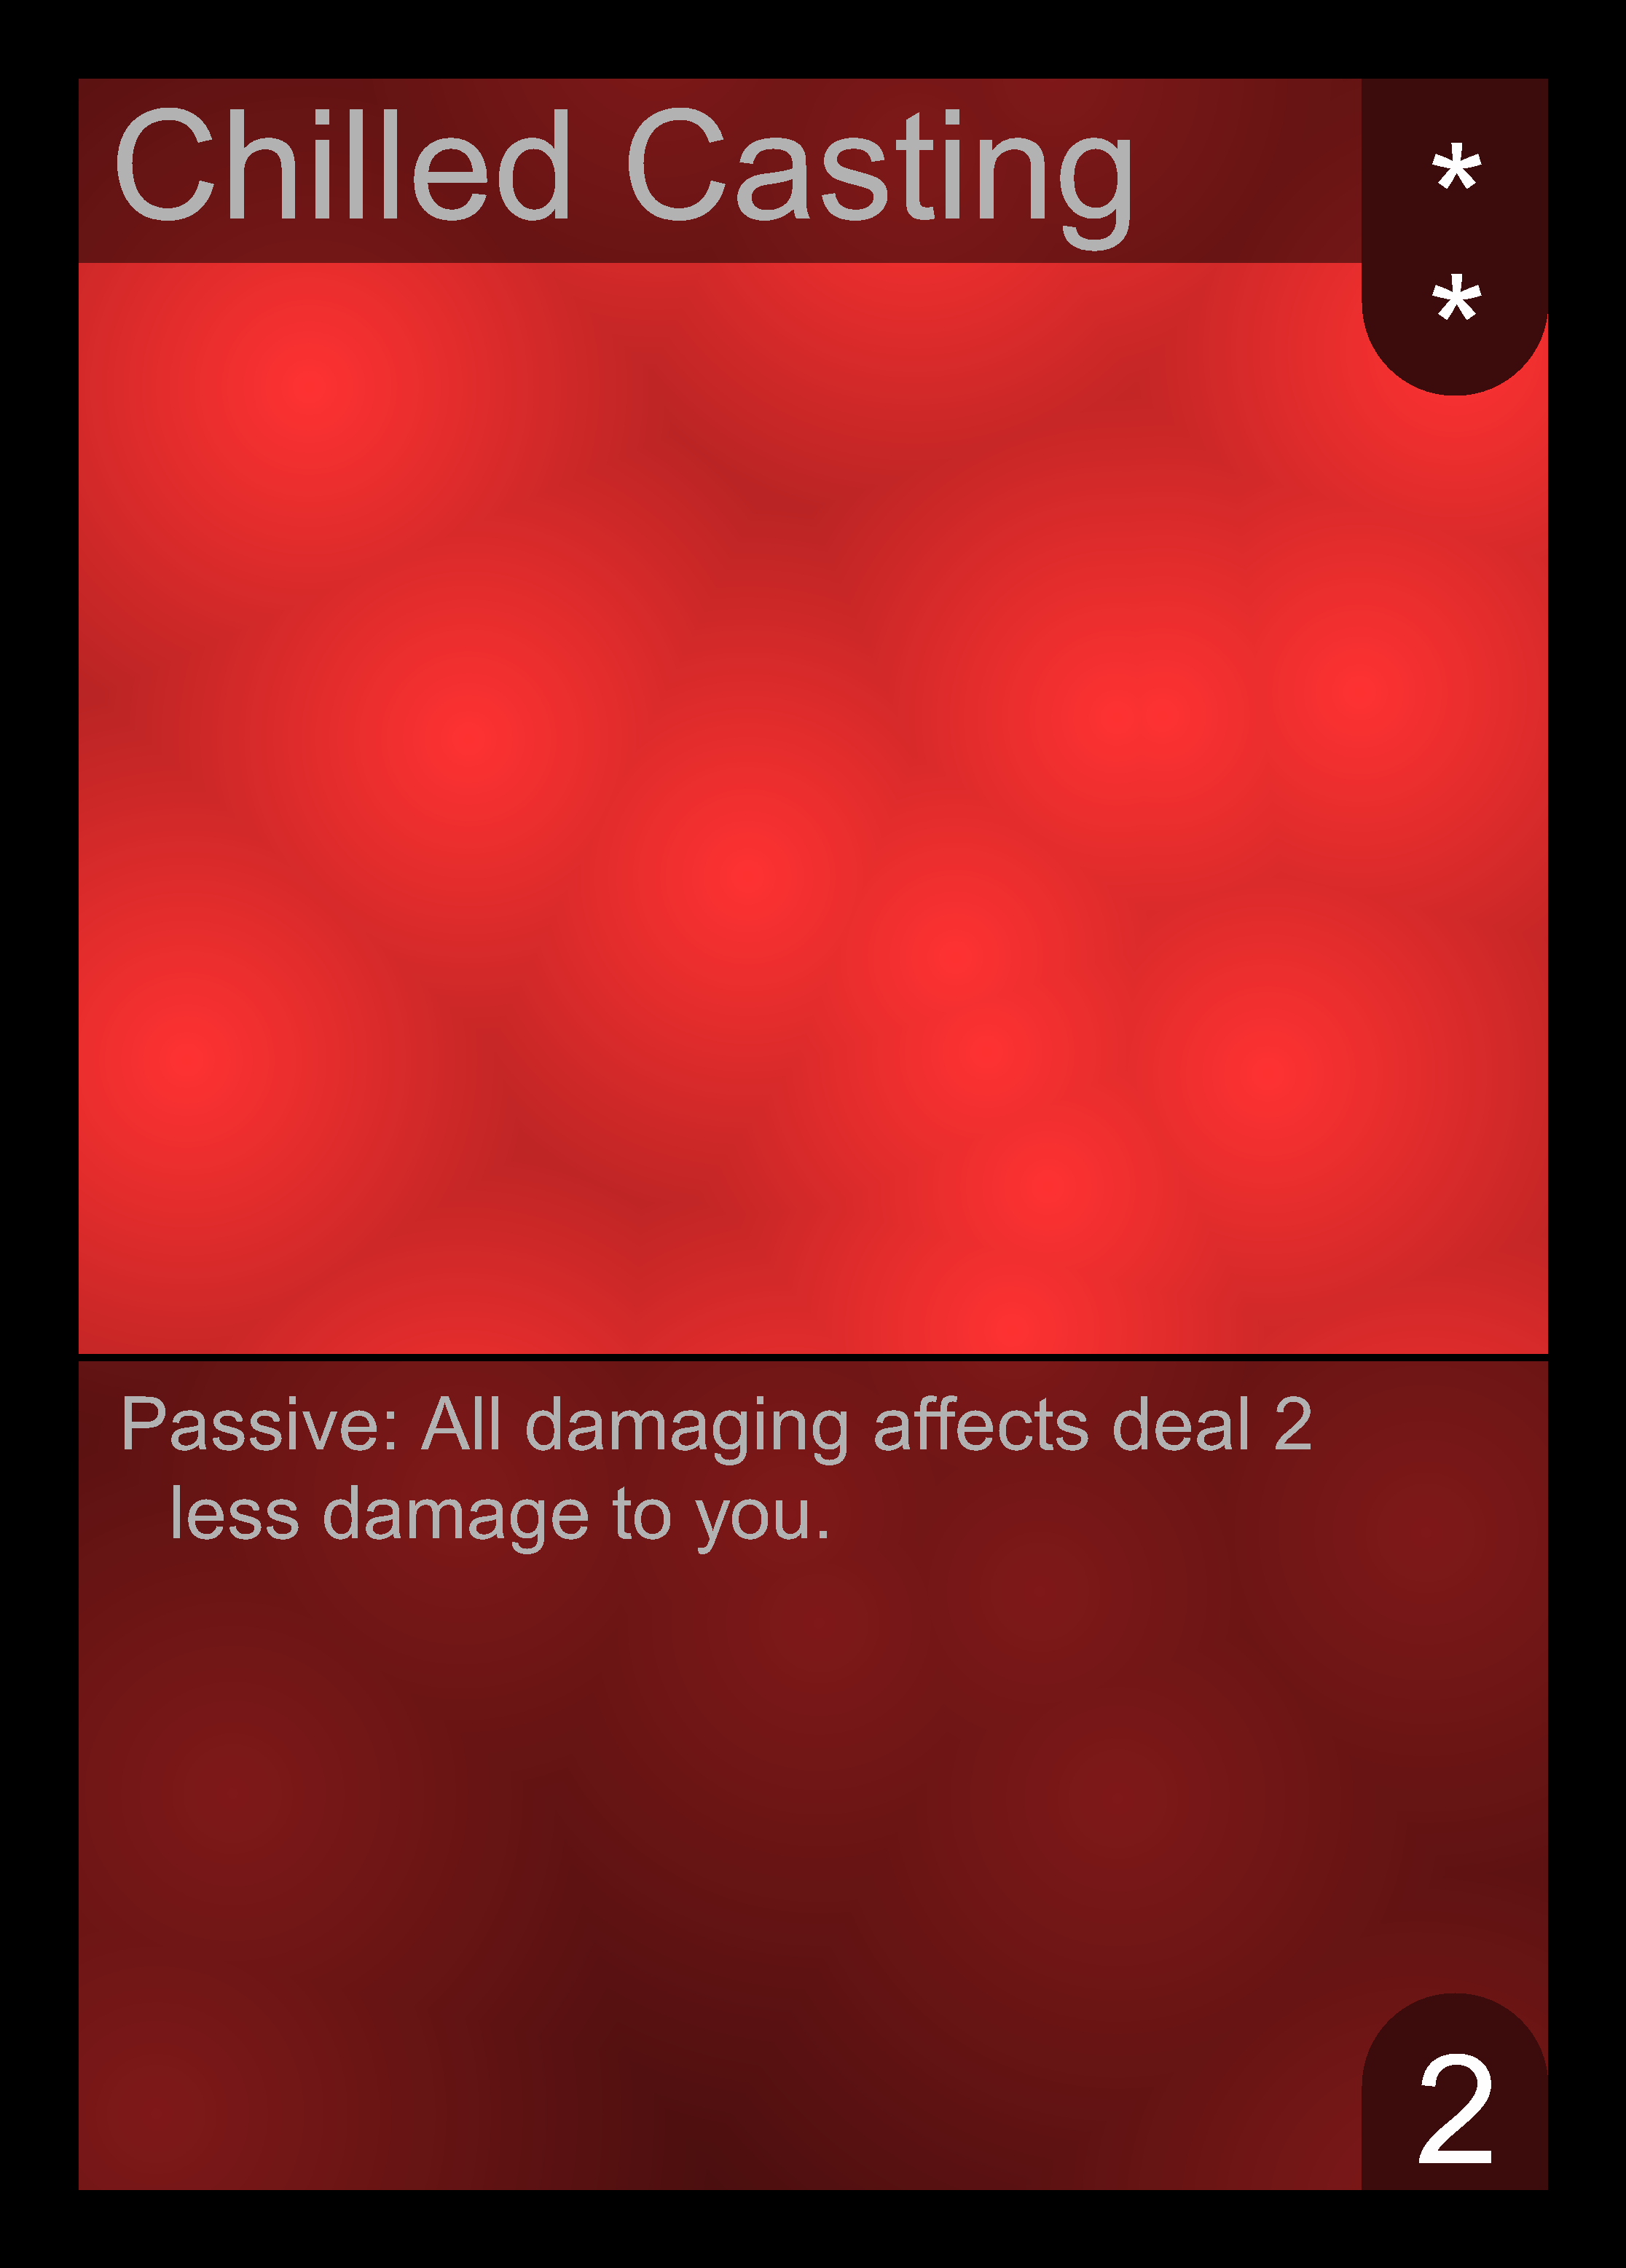 Chilled Casting
*
*
Passive: All damaging affects deal 2
less damage to you.
2